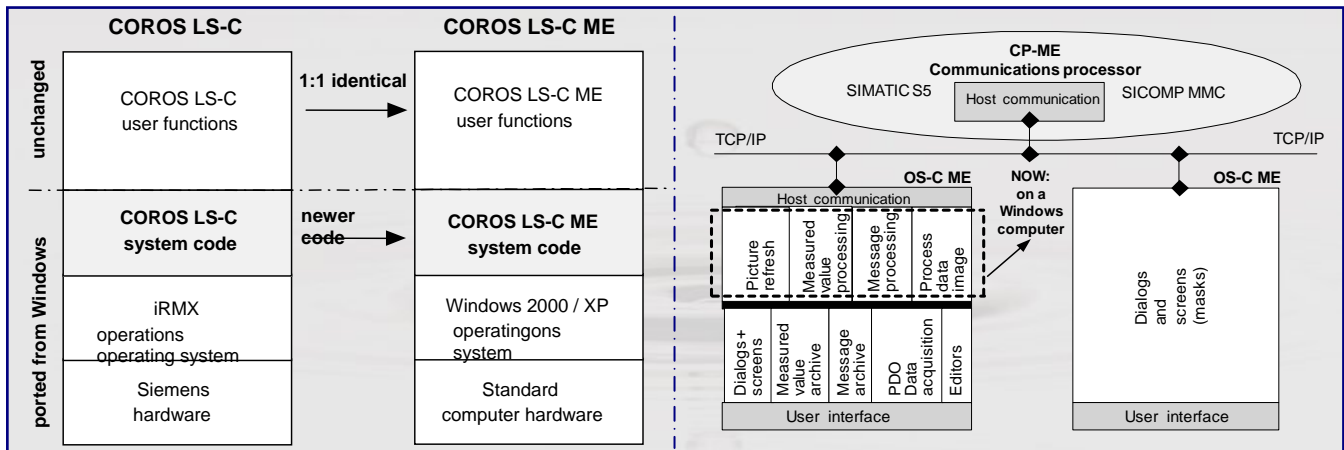 COROS LS-C
COROS LS-C ME
unchanged
COROS LS-C
user functions
1:1 identical
COROS LS-C ME
user functions
ported from Windows
COROS LS-C
system code
newer
code
COROS LS-C ME
system code
iRMX
operations
operating system
Windows 2000 / XP
operatingons
system
Siemens
hardware
Standard
computer hardware
CP-ME
Communications processor
SIMATIC S5
Host communication
SICOMP MMC
TCP/IP
TCP/IP
OS-C ME
Host communication
Picture
refresh
Measured
value
processing
Message
processing
Process
data
image
NOW:
on a
Windows
computer
Dialogs+
screens
Measured
value
archive
Message
archive
PDO
Data
acquisition
Editors
User interface
OS-C ME
Dialogs
and
screens
(masks)
User interface